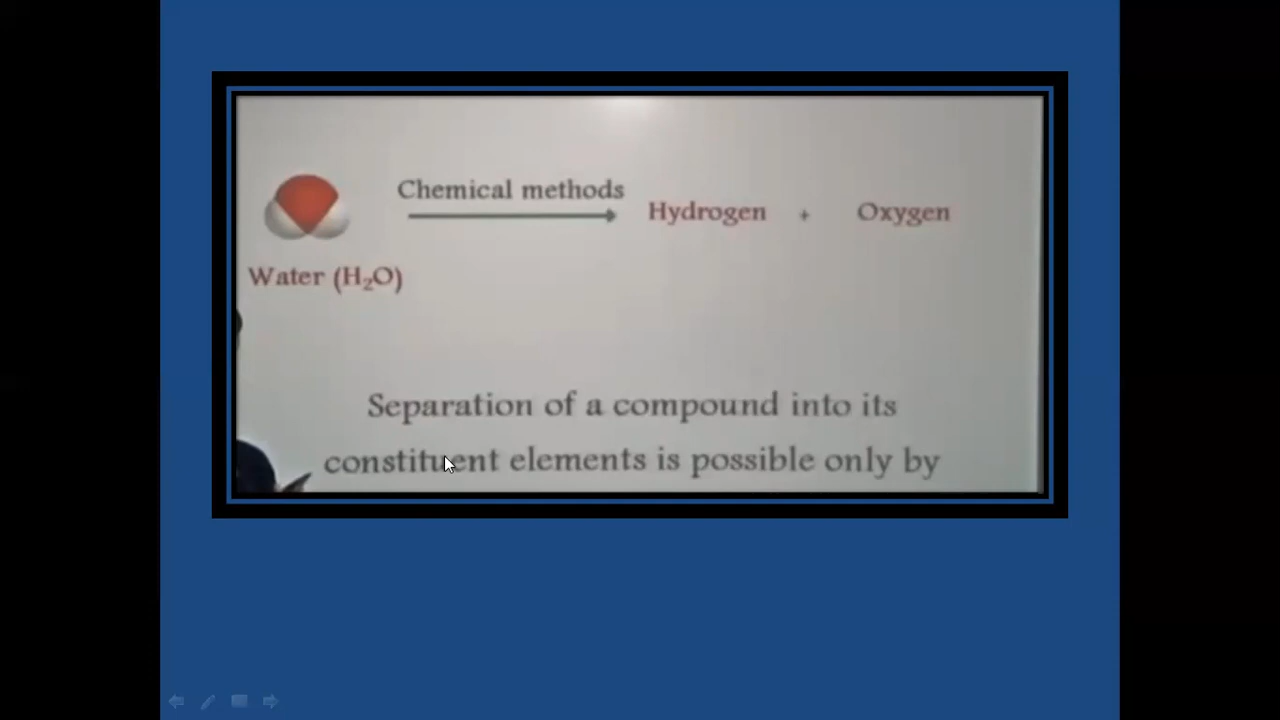 Chemical methods
Hydrogen + Oxygen
Water (H₂O)
Separation of a compound into its
constituent elements is possible only by